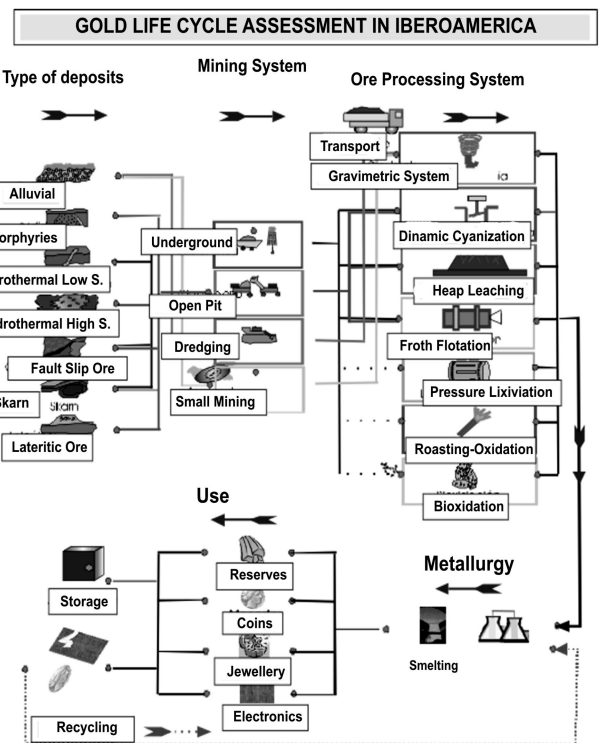 GOLD LIFE CYCLE ASSESSMENT IN IBEROAMERICA
Type of deposits
Mining System
Ore Processing System
Transport
Gravimetric System
ia
Alluvial
orphyries
rothermal Low S.
drothermal High S.
Fault Slip Ore
Skarn
Skarn
Lateritic Ore
Underground
Open Pit
Dredging
Small Mining
Dinamic Cyanization
Heap Leaching
Froth Flotation
Pressure Lixiviation
Roasting-Oxidation
Bioxidation
Use
Reserves
Coins
Jewellery
Electronics
Storage
Recycling
Metallurgy
Smelting